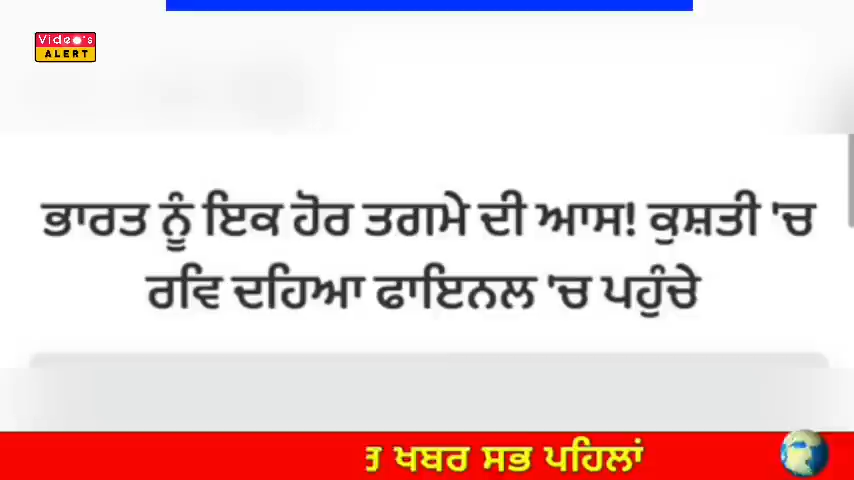 Video's
ALERT
ਭਾਰਤ ਨੂੰ ਇਕ ਹੋਰ ਤਗਮੇ ਦੀ ਆਸ! ਕੁਸ਼ਤੀ 'ਚ
ਰਵਿ ਦਹਿਆ ਫਾਇਨਲ 'ਚ ਪਹੁੰਚੇ
ਖਬਰ ਸਭ ਪਹਿਲਾਂ